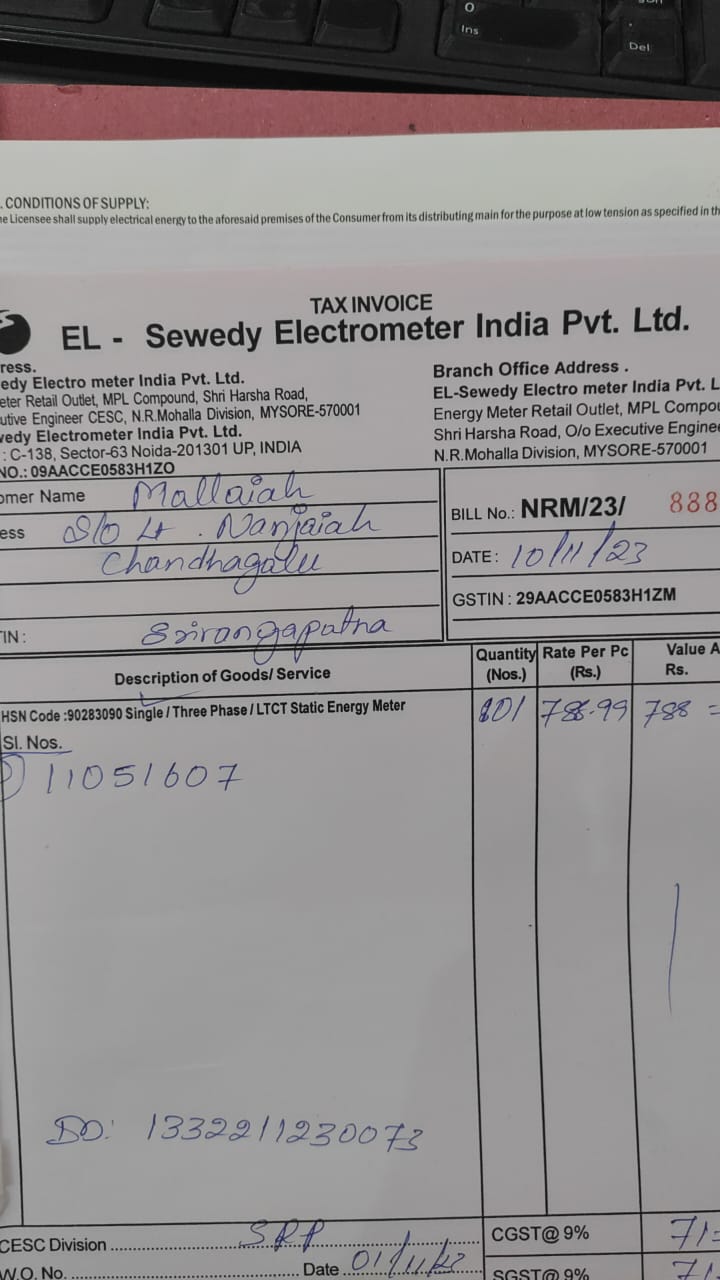 O
Ins
Del
. CONDITIONS OF SUPPLY:
he Licensee shall supply electrical energy to the aforesaid premises of the Consumer from its distributing main for the purpose at low tension as specified in th
TAX INVOICE
EL - Sewedy Electrometer India Pvt. Ltd.
ress.
edy Electro meter India Pvt. Ltd.
eter Retail Outlet, MPL Compound, Shri Harsha Road,
utive Engineer CESC, N.R.Mohalla Division, MYSORE-570001
vedy Electrometer India Pvt. Ltd.
: C-138, Sector-63 Noida-201301 UP, INDIA
NO.: 09AACCE0583H1ZO
Branch Office Address .
EL-Sewedy Electro meter India Pvt. L
Energy Meter Retail Outlet, MPL Compou
Shri Harsha Road, O/o Executive Enginee
N.R.Mohalla Division, MYSORE-570001
omer Name Mallaiah
ess S/o Lt. Nanjaiah
Chandhagalu
TIN : Srirangapatna
BILL No.: NRM/23/ 888
DATE : 10/11/23
GSTIN : 29AACCE0583H1ZM
Description of Goods/ Service Quantity (Nos.) Rate Per Pc (Rs.) Value A Rs.
HSN Code :90283090 Single / Three Phase / LTCT Static Energy Meter 01 788.99 788 =
Sl. Nos.
11051607
DO: 1332211230073
CESC Division SRP CGST@ 9% 71=
W.O. No. Date 01/11/23 SGST@ 9% 71